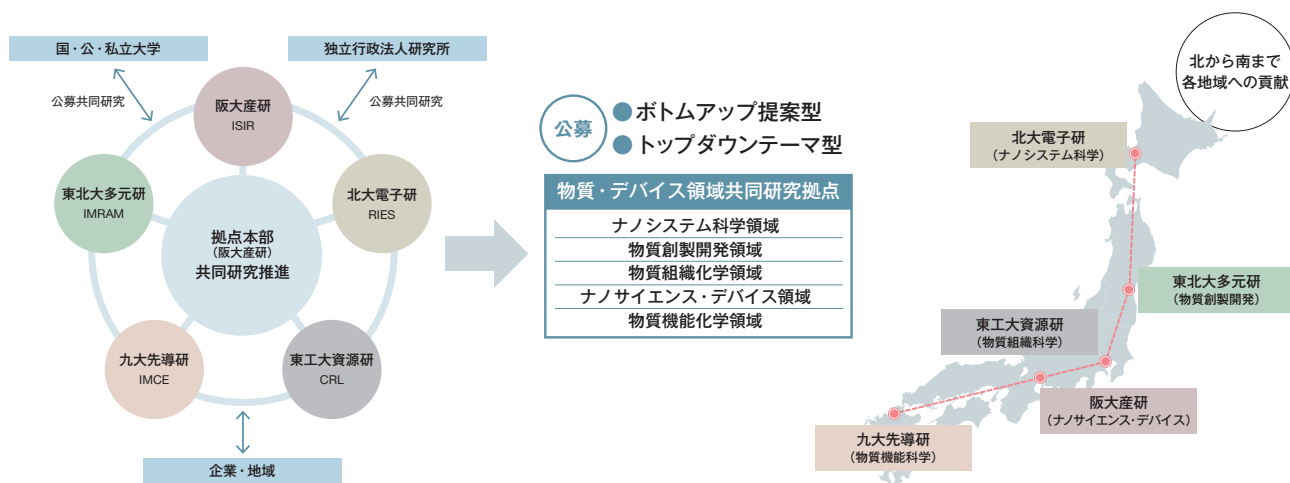 国・公・私立大学
独立行政法人研究所
公募共同研究
公募共同研究
阪大産研
ISIR
東北大多元研
IMRAM
北大電子研
RIES
拠点本部
(阪大産研)
共同研究推進
九大先導研
IMCE
東工大資源研
CRL
企業・地域
公募
●ボトムアップ提案型
●トップダウンテーマ型
物質・デバイス領域共同研究拠点
ナノシステム科学領域
物質創製開発領域
物質組織化学領域
ナノサイエンス・デバイス領域
物質機能化学領域
北から南まで
各地域への貢献
北大電子研
(ナノシステム科学)
東北大多元研
(物質創製開発)
東工大資源研
(物質組織科学)
阪大産研
(ナノサイエンス・デバイス)
九大先導研
(物質機能科学)